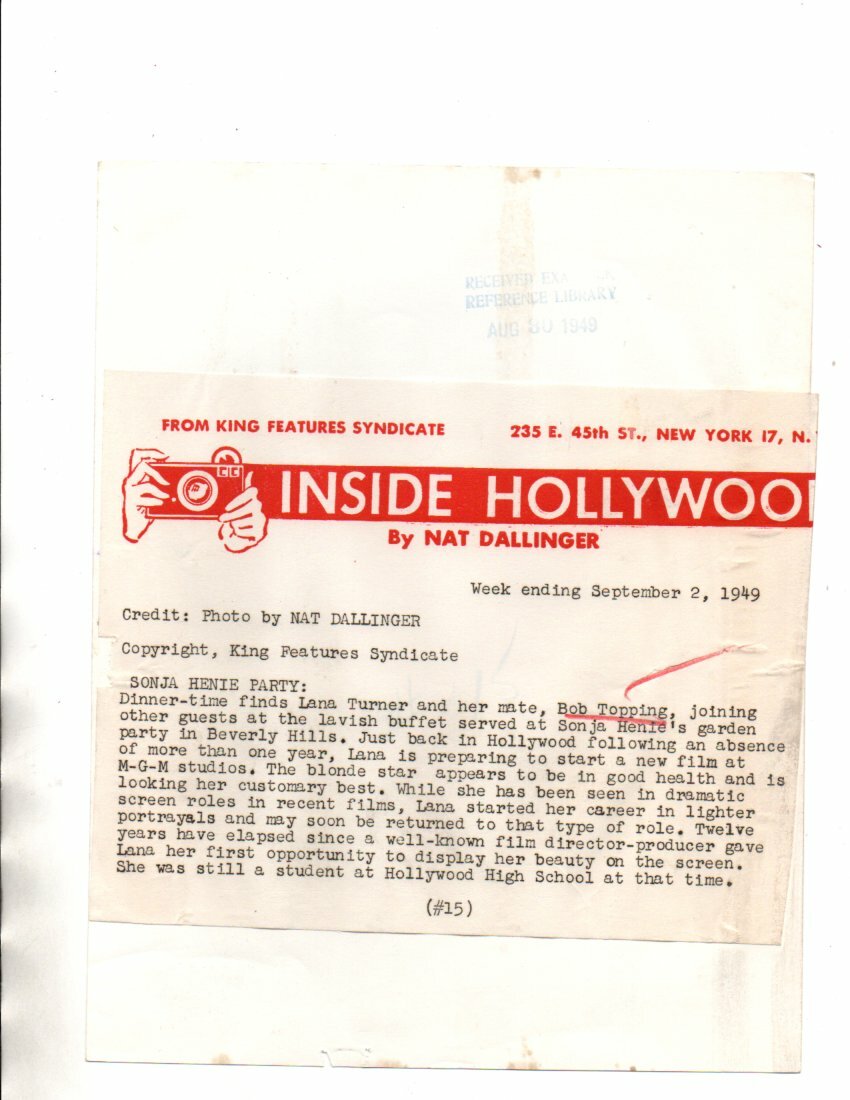 RECEIVED
REFERENCE LIBRARY
AUG 30 1949
FROM KING FEATURES SYNDICATE 235 E. 45th ST., NEW YORK 17, N.
INSIDE HOLLYWOO
By NAT DALLINGER
Week ending September 2, 1949
Credit: Photo by NAT DALLINGER
Copyright, King Features Syndicate
SONJA HENIE PARTY:
Dinner-time finds Lana Turner and her mate, Bob Topping, joining
other guests at the lavish buffet served at Sonja Henie's garden
party in Beverly Hills. Just back in Hollywood following an absence
of more than one year, Lana is preparing to start a new film at
M-G-M studios. The blonde star appears to be in good health and is
looking her customary best. While she has been seen in dramatic
screen roles in recent films, Lana started her career in lighter
portrayals and may soon be returned to that type of role. Twelve
years have elapsed since a well-known film director-producer gave
Lana her first opportunity to display her beauty on the screen.
She was still a student at Hollywood High School at that time.
(#15)